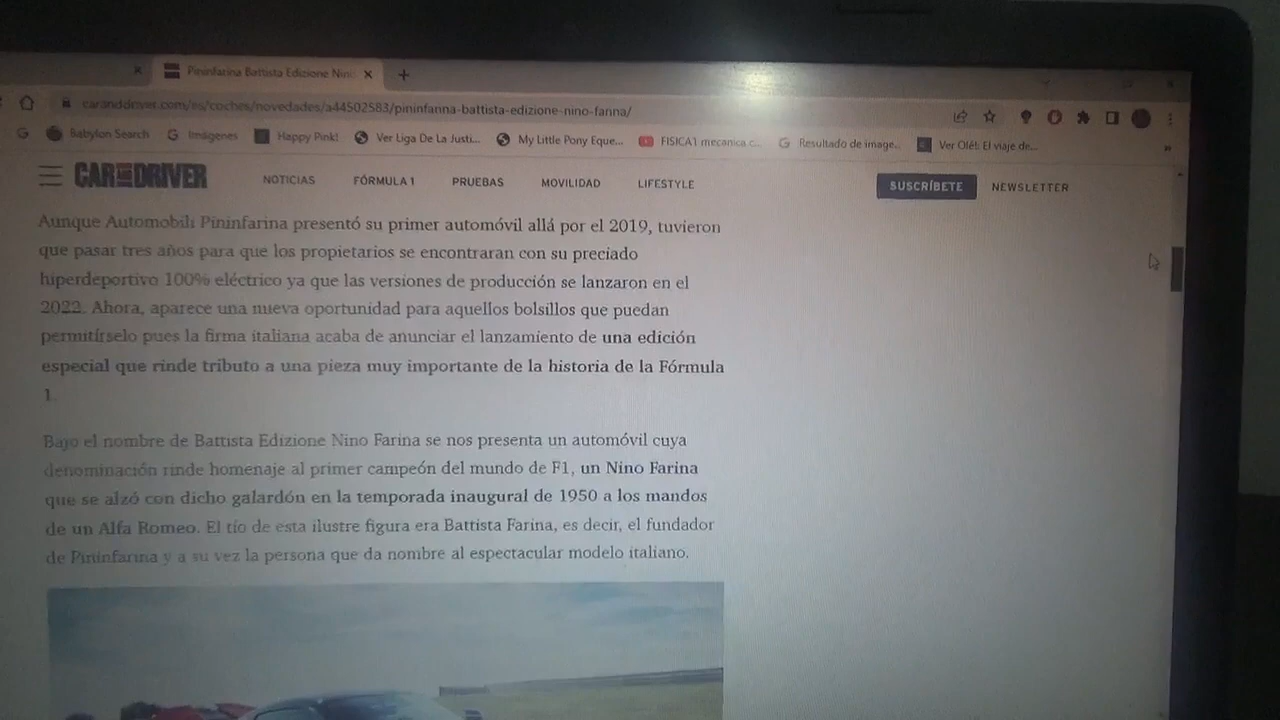 Pininfarina Battista Edizione Nin
caranddriver.com/es/coches/novedades/a44502583/pininfarina-battista-edizione-nino-farina/
Babylon Search Imágenes Happy Pink! Ver Liga De La Justi... My Little Pony Eque... FISICA1 mecanica c... Resultado de image... Ver Olé!: El viaje de...
CAR AND DRIVER NOTICIAS FÓRMULA 1 PRUEBAS MOVILIDAD LIFESTYLE SUSCRÍBETE NEWSLETTER
Aunque Automobili Pininfarina presentó su primer automóvil allá por el 2019, tuvieron
que pasar tres años para que los propietarios se encontraran con su preciado
hiperdeportivo 100% eléctrico ya que las versiones de producción se lanzaron en el
2022. Ahora, aparece una nueva oportunidad para aquellos bolsillos que puedan
permitírselo pues la firma italiana acaba de anunciar el lanzamiento de una edición
especial que rinde tributo a una pieza muy importante de la historia de la Fórmula
1.
Bajo el nombre de Battista Edizione Nino Farina se nos presenta un automóvil cuya
denominación rinde homenaje al primer campeón del mundo de F1, un Nino Farina
que se alzó con dicho galardón en la temporada inaugural de 1950 a los mandos
de un Alfa Romeo. El tío de esta ilustre figura era Battista Farina, es decir, el fundador
de Pininfarina y a su vez la persona que da nombre al espectacular modelo italiano.